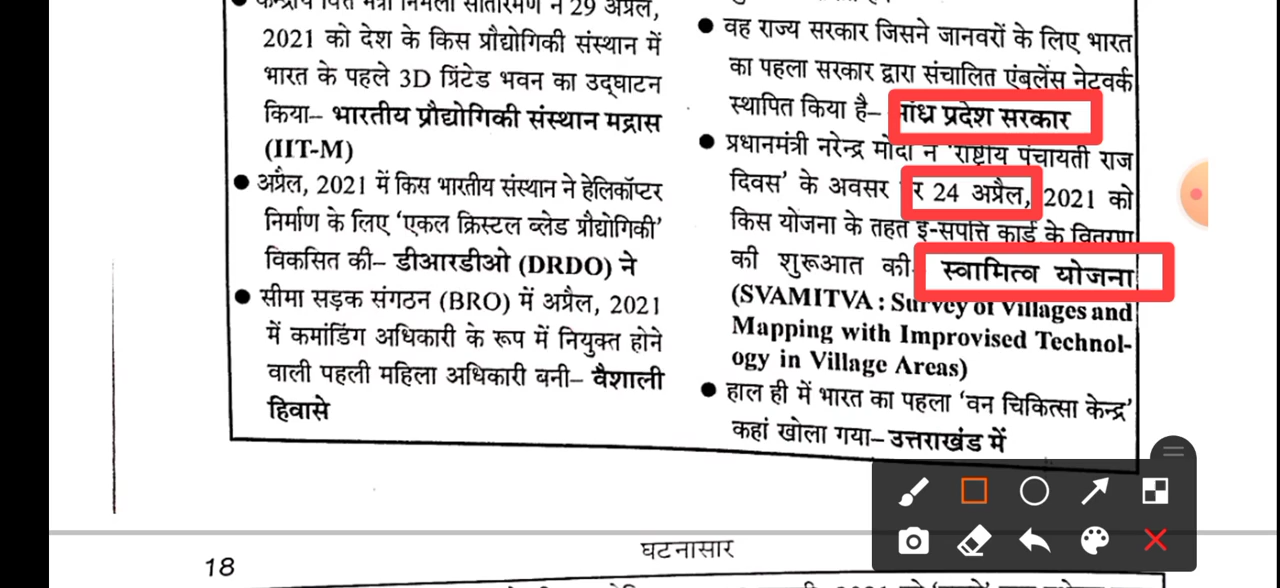 केन्द्रीय वित्त मंत्री निर्मला सीतारमण ने 29 अप्रैल,
2021 को देश के किस प्रौद्योगिकी संस्थान में
भारत के पहले 3D प्रिंटेड भवन का उद्घाटन
किया– भारतीय प्रौद्योगिकी संस्थान मद्रास
(IIT-M)
● अप्रैल, 2021 में किस भारतीय संस्थान ने हेलिकॉप्टर
निर्माण के लिए ‘एकल क्रिस्टल ब्लेड प्रौद्योगिकी’
विकसित की– डीआरडीओ (DRDO) ने
● सीमा सड़क संगठन (BRO) में अप्रैल, 2021
में कमांडिंग अधिकारी के रूप में नियुक्त होने
वाली पहली महिला अधिकारी बनी– वैशाली
हिवासे
● वह राज्य सरकार जिसने जानवरों के लिए भारत
का पहला सरकार द्वारा संचालित एंबुलेंस नेटवर्क
स्थापित किया है– आंध्र प्रदेश सरकार
● प्रधानमंत्री नरेन्द्र मोदी ने ‘राष्ट्रीय पंचायती राज
दिवस’ के अवसर पर 24 अप्रैल, 2021 को
किस योजना के तहत ई-संपत्ति कार्ड के वितरण
की शुरूआत की– स्वामित्व योजना
(SVAMITVA : Survey of Villages and
Mapping with Improvised Technol-
ogy in Village Areas)
● हाल ही में भारत का पहला ‘वन चिकित्सा केन्द्र’
कहां खोला गया– उत्तराखंड में
18
घटनासार